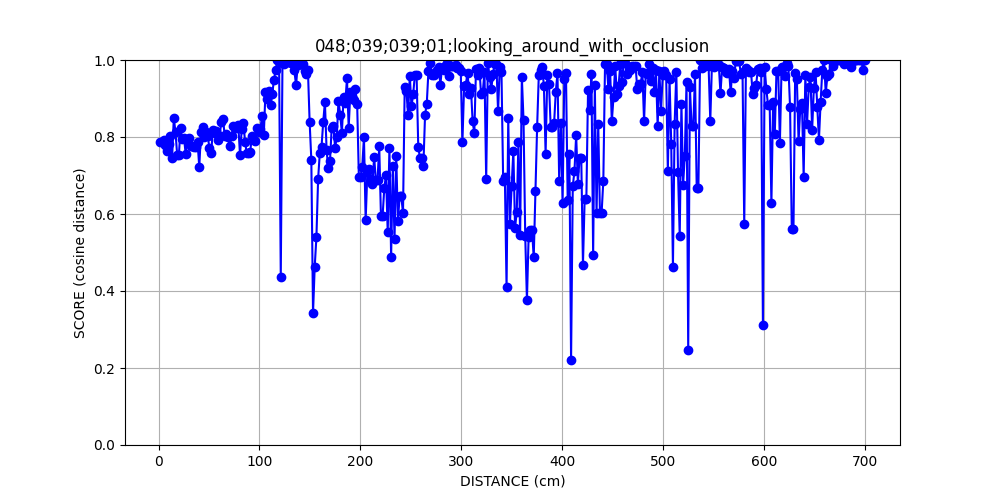 048;039;039;01;looking_around_with_occlusion
1.0
0.8
0.6
0.4
0.2
0.0
SCORE (cosine distance)
0 100 200 300 400 500 600 700
DISTANCE (cm)